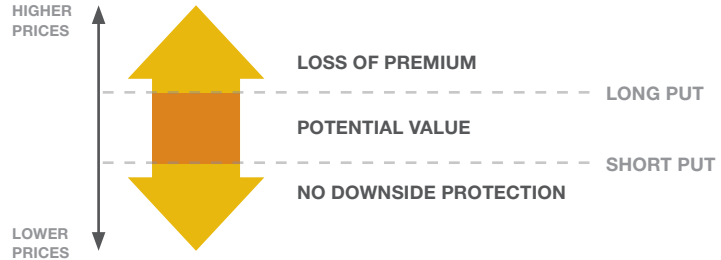 HIGHER
PRICES
LOSS OF PREMIUM
LONG PUT
POTENTIAL VALUE
SHORT PUT
NO DOWNSIDE PROTECTION
LOWER
PRICES